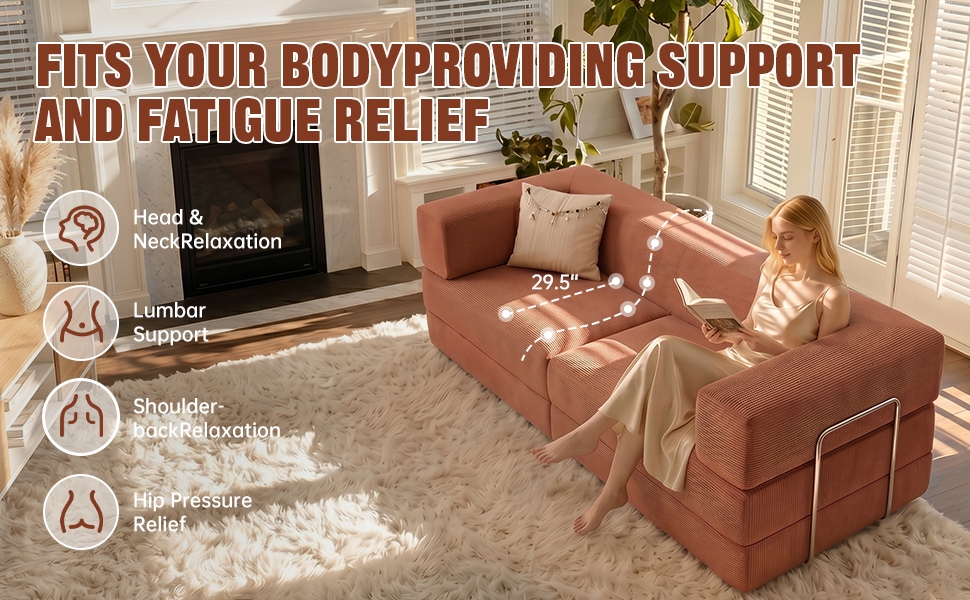 FITS YOUR BODYPROVIDING SUPPORT
AND FATIGUE RELIEF
Head &
NeckRelaxation
29.5"
Lumbar
Support
Shoulder-
backRelaxation
Hip Pressure
Relief